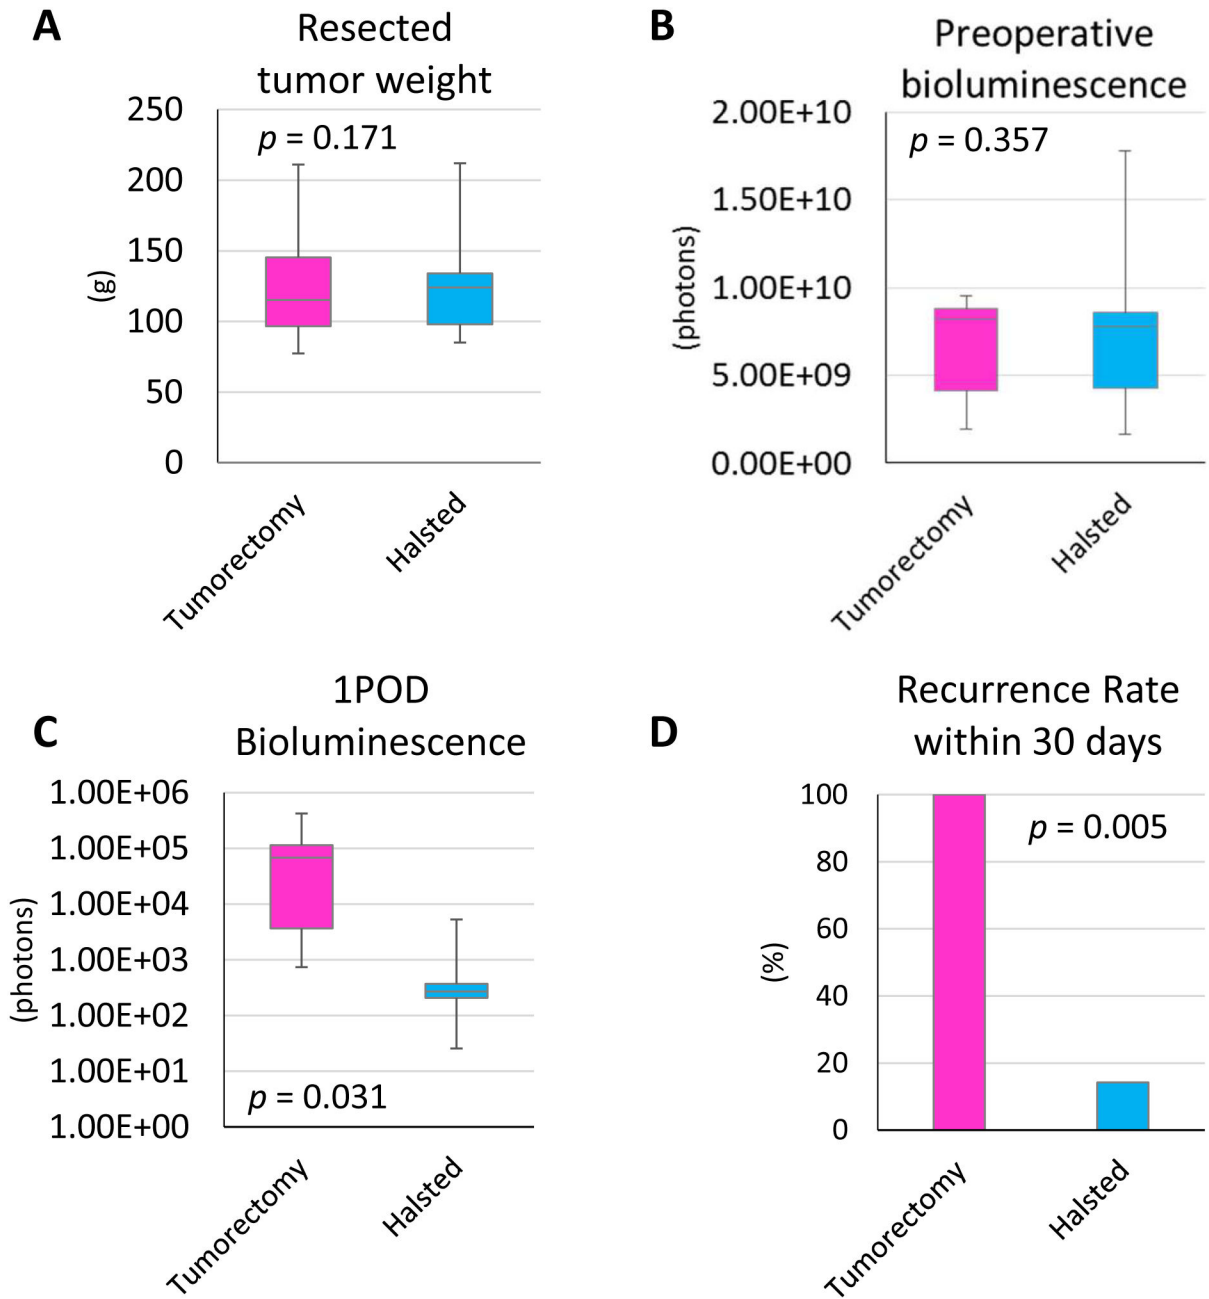 A
Resected
tumor weight
250
200
150
100
50
0
(g)
p = 0.171
Tumorectomy
Halsted
B
Preoperative
bioluminescence
2.00E+10
1.50E+10
1.00E+10
5.00E+09
0.00E+00
(photons)
p = 0.357
Tumorectomy
Halsted
C
1POD
Bioluminescence
1.00E+06
1.00E+05
1.00E+04
1.00E+03
1.00E+02
1.00E+01
1.00E+00
(photons)
p = 0.031
Tumorectomy
Halsted
D
Recurrence Rate
within 30 days
100
80
60
40
20
0
(%)
p = 0.005
Tumorectomy
Halsted